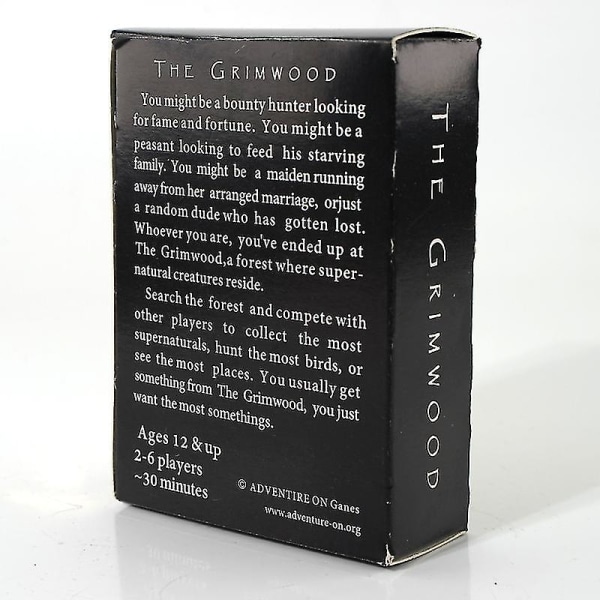 THE GRIMWOOD
You might be a bounty hunter looking
for fame and fortune. You might be a
peasant looking to feed his starving
family. You might be a maiden running
away from her arranged marriage, orjust
a random dude who has gotten lost.
Whoever you are, you've ended up at
The Grimwood,a forest where super-
natural creatures reside.
Search the forest and compete with
other players to collect the most
supernaturals, hunt the most birds, or
see the most places. You usually get
something from The Grimwood, you just
want the most somethings.
Ages 12 & up
2-6 players
~30 minutes
© ADVENTIRE ON Ganes
www.adventure-on.org
THE GRIMWOOD